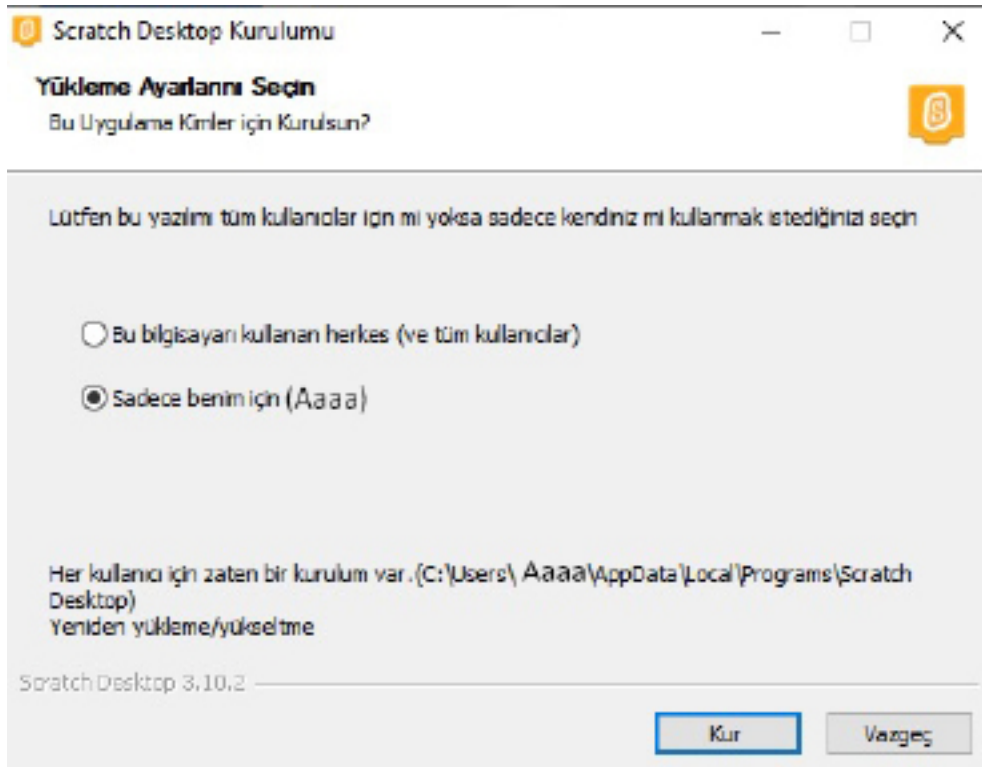 Scratch Desktop Kurulumu
Yükleme Ayarlarını Seçin
Bu Uygulama Kimler için Kurulsun?
Lütfen bu yazılımı tüm kullanıcılar için mi yoksa sadece kendiniz mi kullanmak istediğinizi seçin
Bu bilgisayarı kullanan herkes (ve tüm kullanıcılar)
Sadece benim için (Aaaa)
Her kullanıcı için zaten bir kurulum var.(C:\Users\ Aaaa\AppData\Local\Programs\Scratch
Desktop)
Yeniden yükleme/yükseltme
Scratch Desktop 3.10.2
Kur
Vazgeç